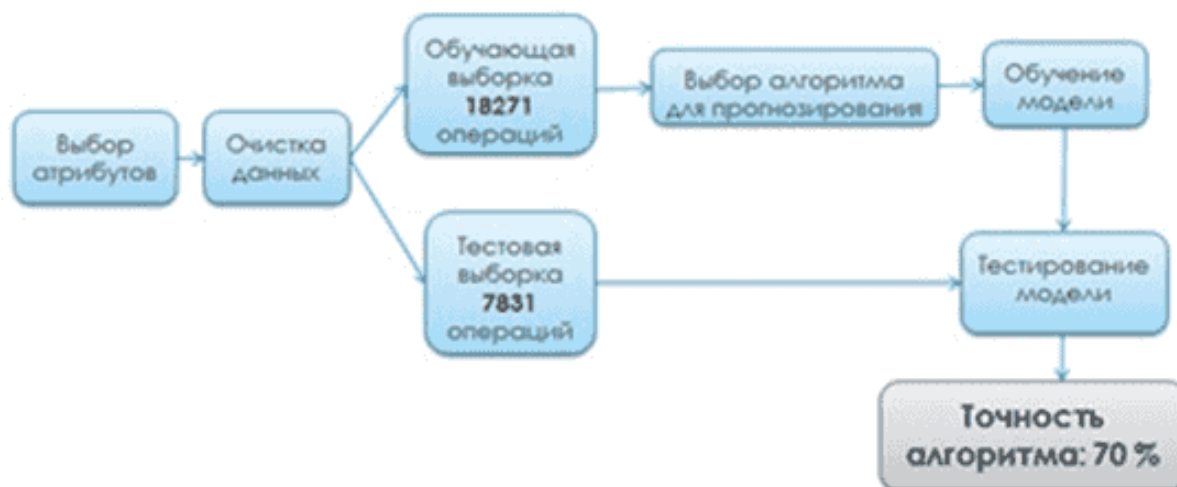 Выбор
атрибутов
Очистка
данных
Обучающая
выборка
18271
операций
Выбор алгоритма
для прогнозирования
Обучение
модели
Тестовая
выборка
7831
операций
Тестирование
модели
Точность
алгоритма: 70 %